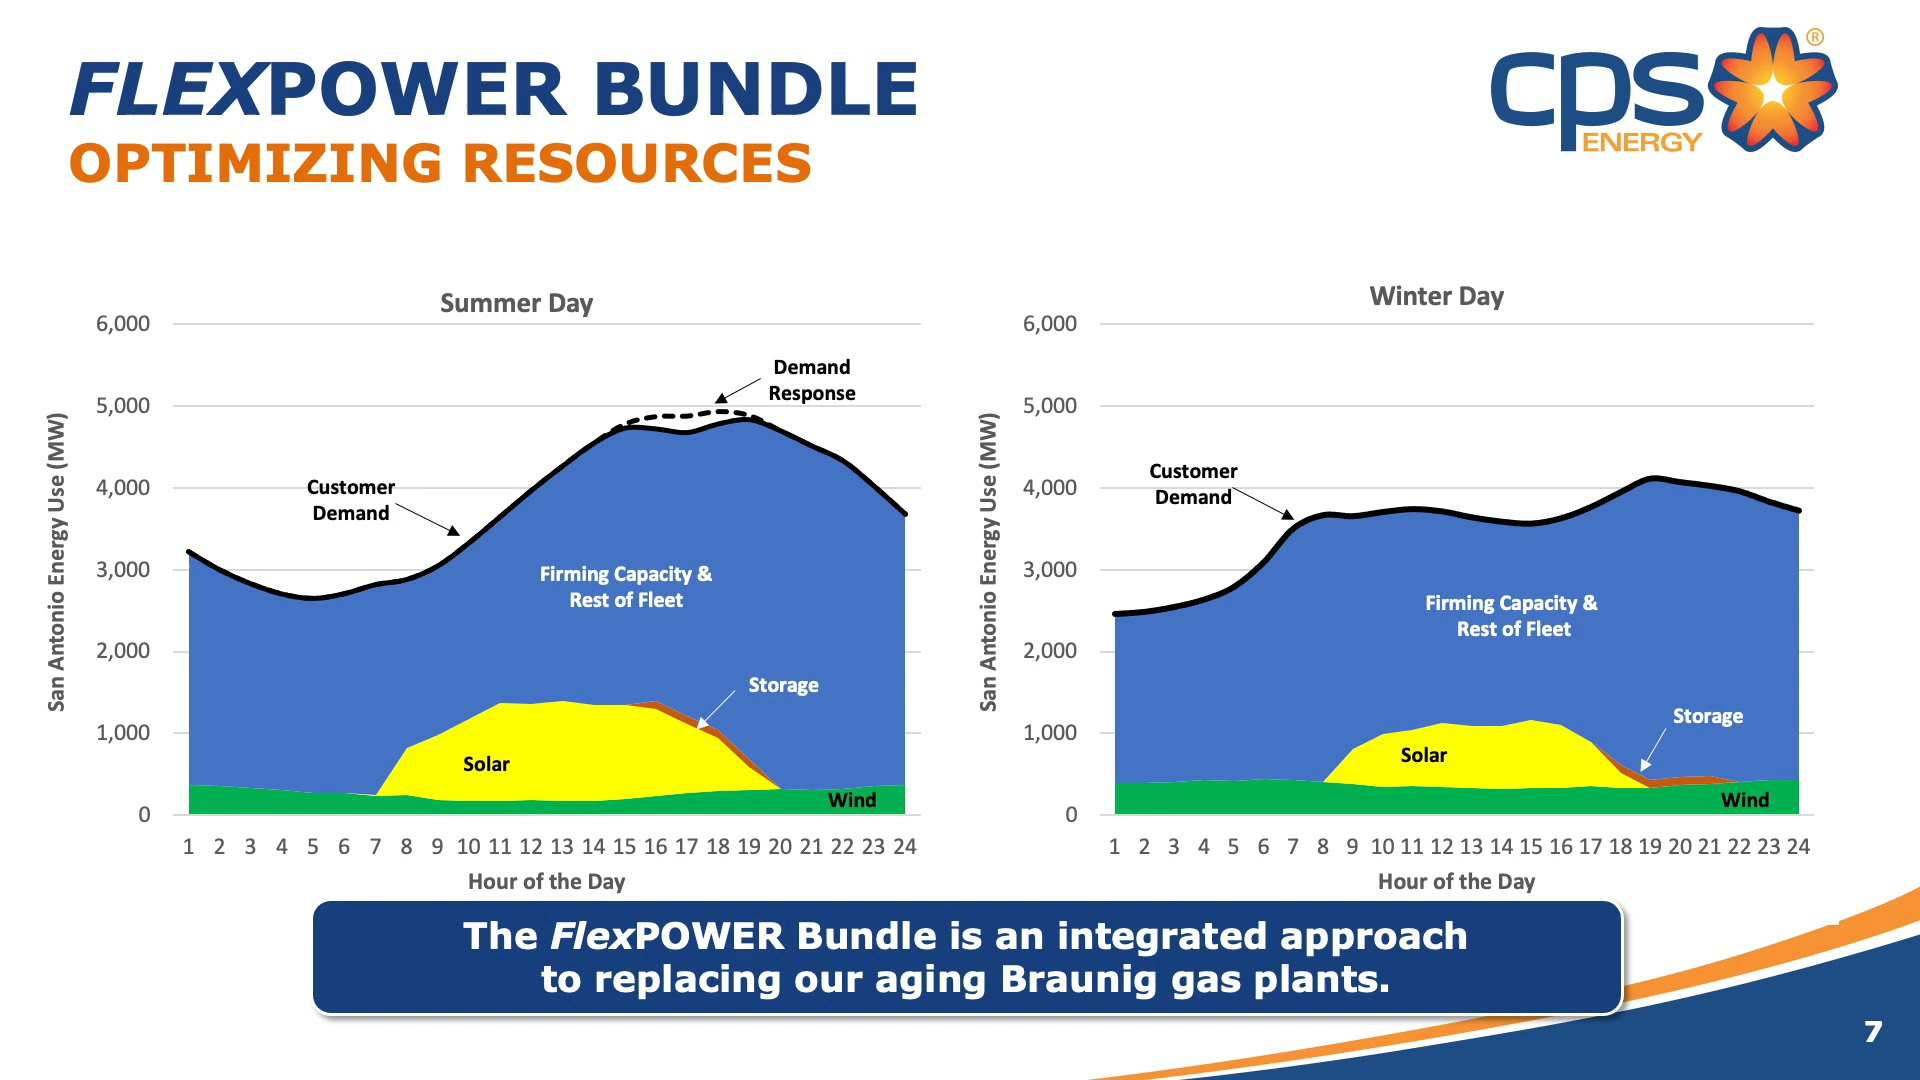 FLEXPOWER BUNDLE
OPTIMIZING RESOURCES
cps
ENERGY
®
Summer Day
San Antonio Energy Use (MW)
6,000
5,000
4,000
3,000
2,000
1,000
0
Demand
Response
Customer
Demand
Firming Capacity &
Rest of Fleet
Storage
Solar
Wind
1 2 3 4 5 6 7 8 9 10 11 12 13 14 15 16 17 18 19 20 21 22 23 24
Hour of the Day
Winter Day
San Antonio Energy Use (MW)
6,000
5,000
4,000
3,000
2,000
1,000
0
Customer
Demand
Firming Capacity &
Rest of Fleet
Storage
Solar
Wind
1 2 3 4 5 6 7 8 9 10 11 12 13 14 15 16 17 18 19 20 21 22 23 24
Hour of the Day
The FlexPOWER Bundle is an integrated approach
to replacing our aging Braunig gas plants.
7